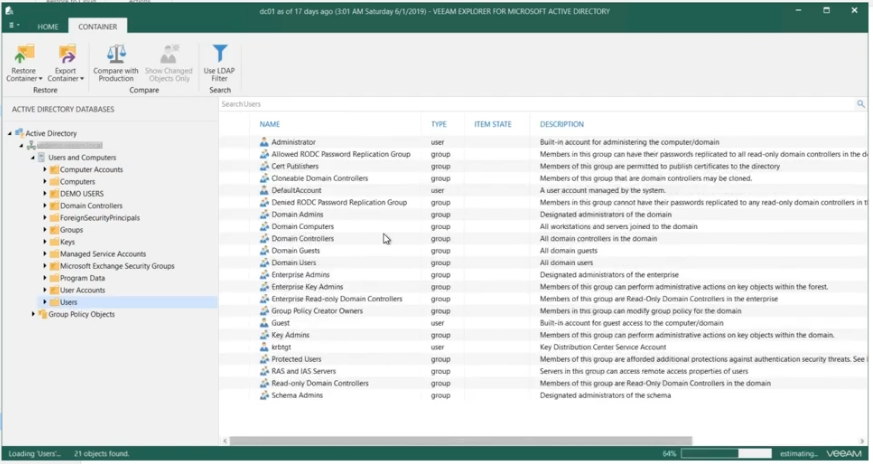 dc01 as of 17 days ago (3:01 AM Saturday 6/1/2019) - VEEAM EXPLORER FOR MICROSOFT ACTIVE DIRECTORY
HOME CONTAINER
Restore Container
Export Container
Compare with Production
Show Changed Objects Only
Use LDAP Filter
Restore Compare Search
ACTIVE DIRECTORY DATABASES
Active Directory
Users and Computers
Computer Accounts
Computers
DEMO USERS
Domain Controllers
ForeignSecurityPrincipals
Groups
Keys
Managed Service Accounts
Microsoft Exchange Security Groups
Program Data
User Accounts
Users
Group Policy Objects
Search Users
NAME TYPE ITEM STATE DESCRIPTION
Administrator user Built-in account for administering the computer/domain
Allowed RODC Password Replication Group group Members in this group can have their passwords replicated to all read-only domain controllers in the d
Cert Publishers group Members of this group are permitted to publish certificates to the directory
Cloneable Domain Controllers group Members of this group that are domain controllers may be cloned.
DefaultAccount user A user account managed by the system.
Denied RODC Password Replication Group group Members in this group cannot have their passwords replicated to any read-only domain controllers in t
Domain Admins group Designated administrators of the domain
Domain Computers group All workstations and servers joined to the domain
Domain Controllers group All domain controllers in the domain
Domain Guests group All domain guests
Domain Users group All domain users
Enterprise Admins group Designated administrators of the enterprise
Enterprise Key Admins group Members of this group can perform administrative actions on key objects within the forest.
Enterprise Read-only Domain Controllers group Members of this group are Read-Only Domain Controllers in the enterprise
Group Policy Creator Owners group Members in this group can modify group policy for the domain
Guest user Built-in account for guest access to the computer/domain
Key Admins group Members of this group can perform administrative actions on key objects within the domain.
krbtgt user Key Distribution Center Service Account
Protected Users group Members of this group are afforded additional protections against authentication security threats. See
RAS and IAS Servers group Servers in this group can access remote access properties of users
Read-only Domain Controllers group Members of this group are Read-Only Domain Controllers in the domain
Schema Admins group Designated administrators of the schema
Loading 'Users'... 21 objects found. 64% estimating... VEEAM